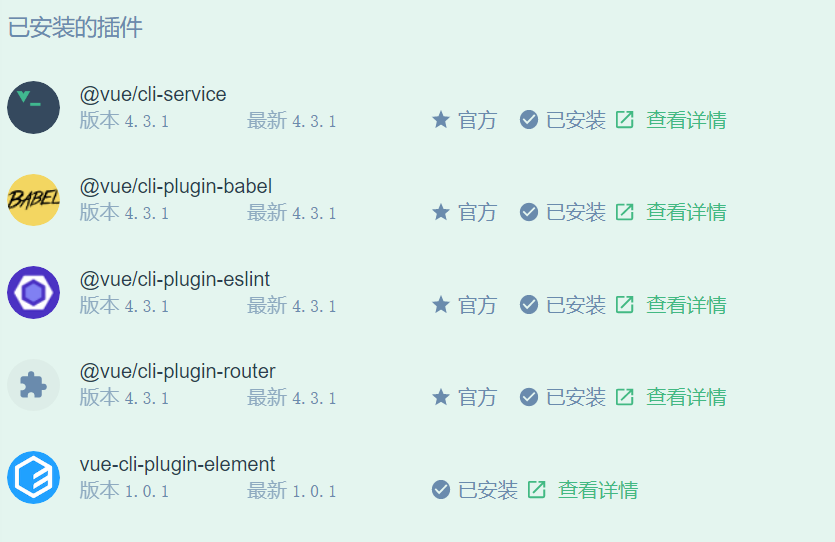 已安装的插件
@vue/cli-service
版本 4.3.1 最新 4.3.1 官方 已安装 查看详情
BABEL
@vue/cli-plugin-babel
版本 4.3.1 最新 4.3.1 官方 已安装 查看详情
@vue/cli-plugin-eslint
版本 4.3.1 最新 4.3.1 官方 已安装 查看详情
@vue/cli-plugin-router
版本 4.3.1 最新 4.3.1 官方 已安装 查看详情
vue-cli-plugin-element
版本 1.0.1 最新 1.0.1 已安装 查看详情